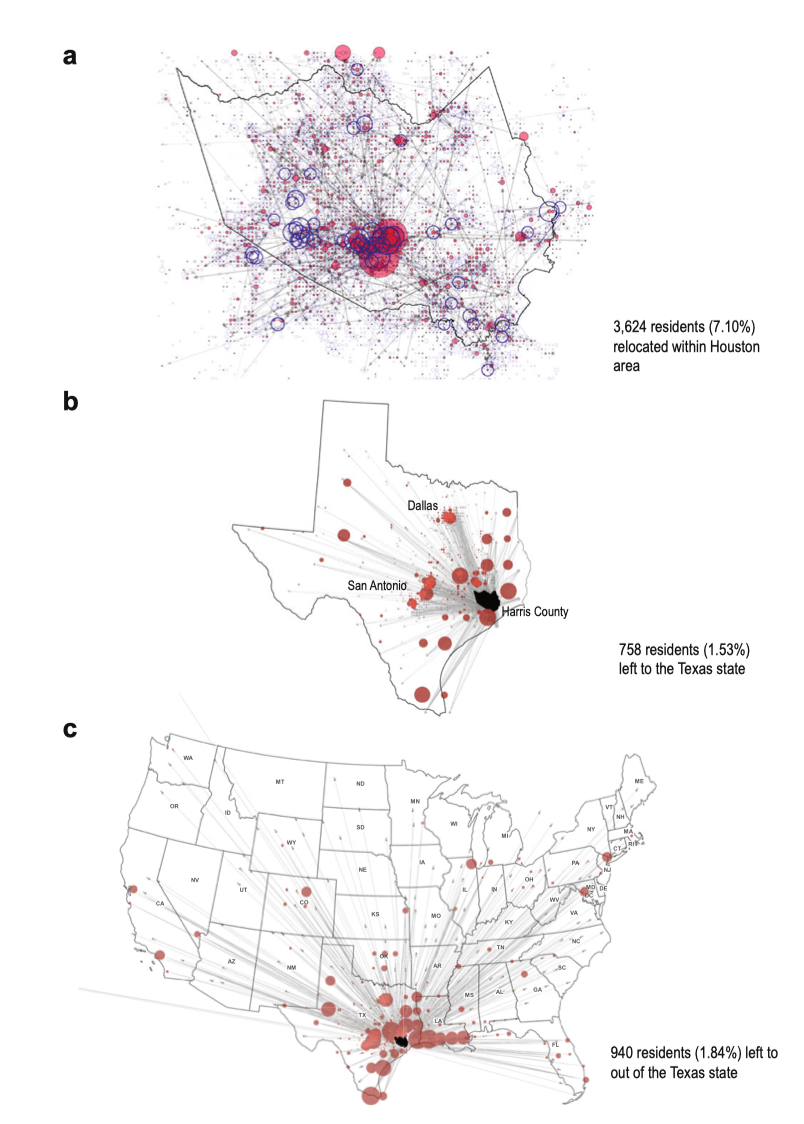 a
3,624 residents (7.10%)
relocated within Houston
area
b
Dallas
San Antonio
Harris County
758 residents (1.53%)
left to the Texas state
c
WA
MT
ND
MN
ME
VT
NH
OR
ID
SD
WI
MI
NY
MA
CT
RI
WY
IA
PA
NJ
NV
UT
CO
NE
IL
IN
OH
MD
DE
DC
CA
KS
MO
WV
VA
KY
AZ
NM
OK
AR
TN
NC
SC
MS
AL
GA
TX
LA
FL
940 residents (1.84%) left to
out of the Texas state